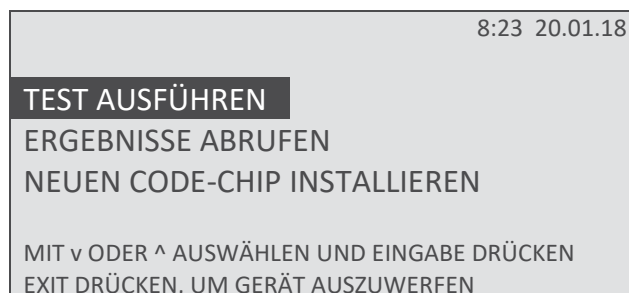 8:23 20.01.18
TEST AUSFÜHREN
ERGEBNISSE ABRUFEN
NEUEN CODE-CHIP INSTALLIEREN
MIT v ODER ^ AUSWÄHLEN UND EINGABE DRÜCKEN
EXIT DRÜCKEN, UM GERÄT AUSZUWERFEN